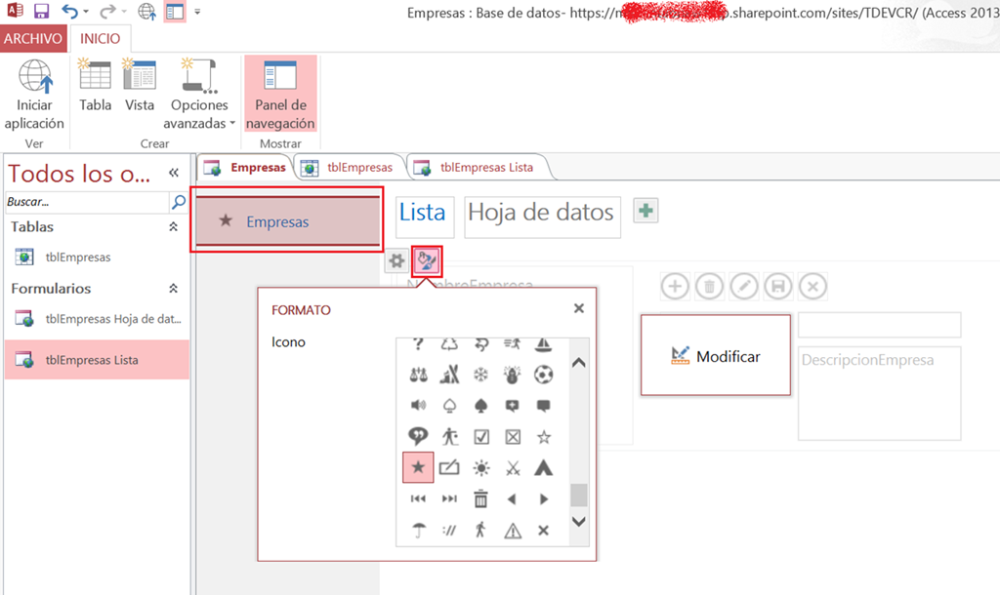 Empresas : Base de datos- https://m p.sharepoint.com/sites/TDEVCR/ (Access 2013
ARCHIVO INICIO
Iniciar aplicación
Tabla
Vista
Opciones avanzadas
Panel de navegación
Ver
Crear
Mostrar
Todos los o...
Empresas
tblEmpresas
tblEmpresas Lista
Buscar...
Tablas
tblEmpresas
Formularios
tblEmpresas Hoja de dat...
tblEmpresas Lista
Empresas
Lista
Hoja de datos
NombreEmpresa
FORMATO
Icono
Modificar
DescripcionEmpresa